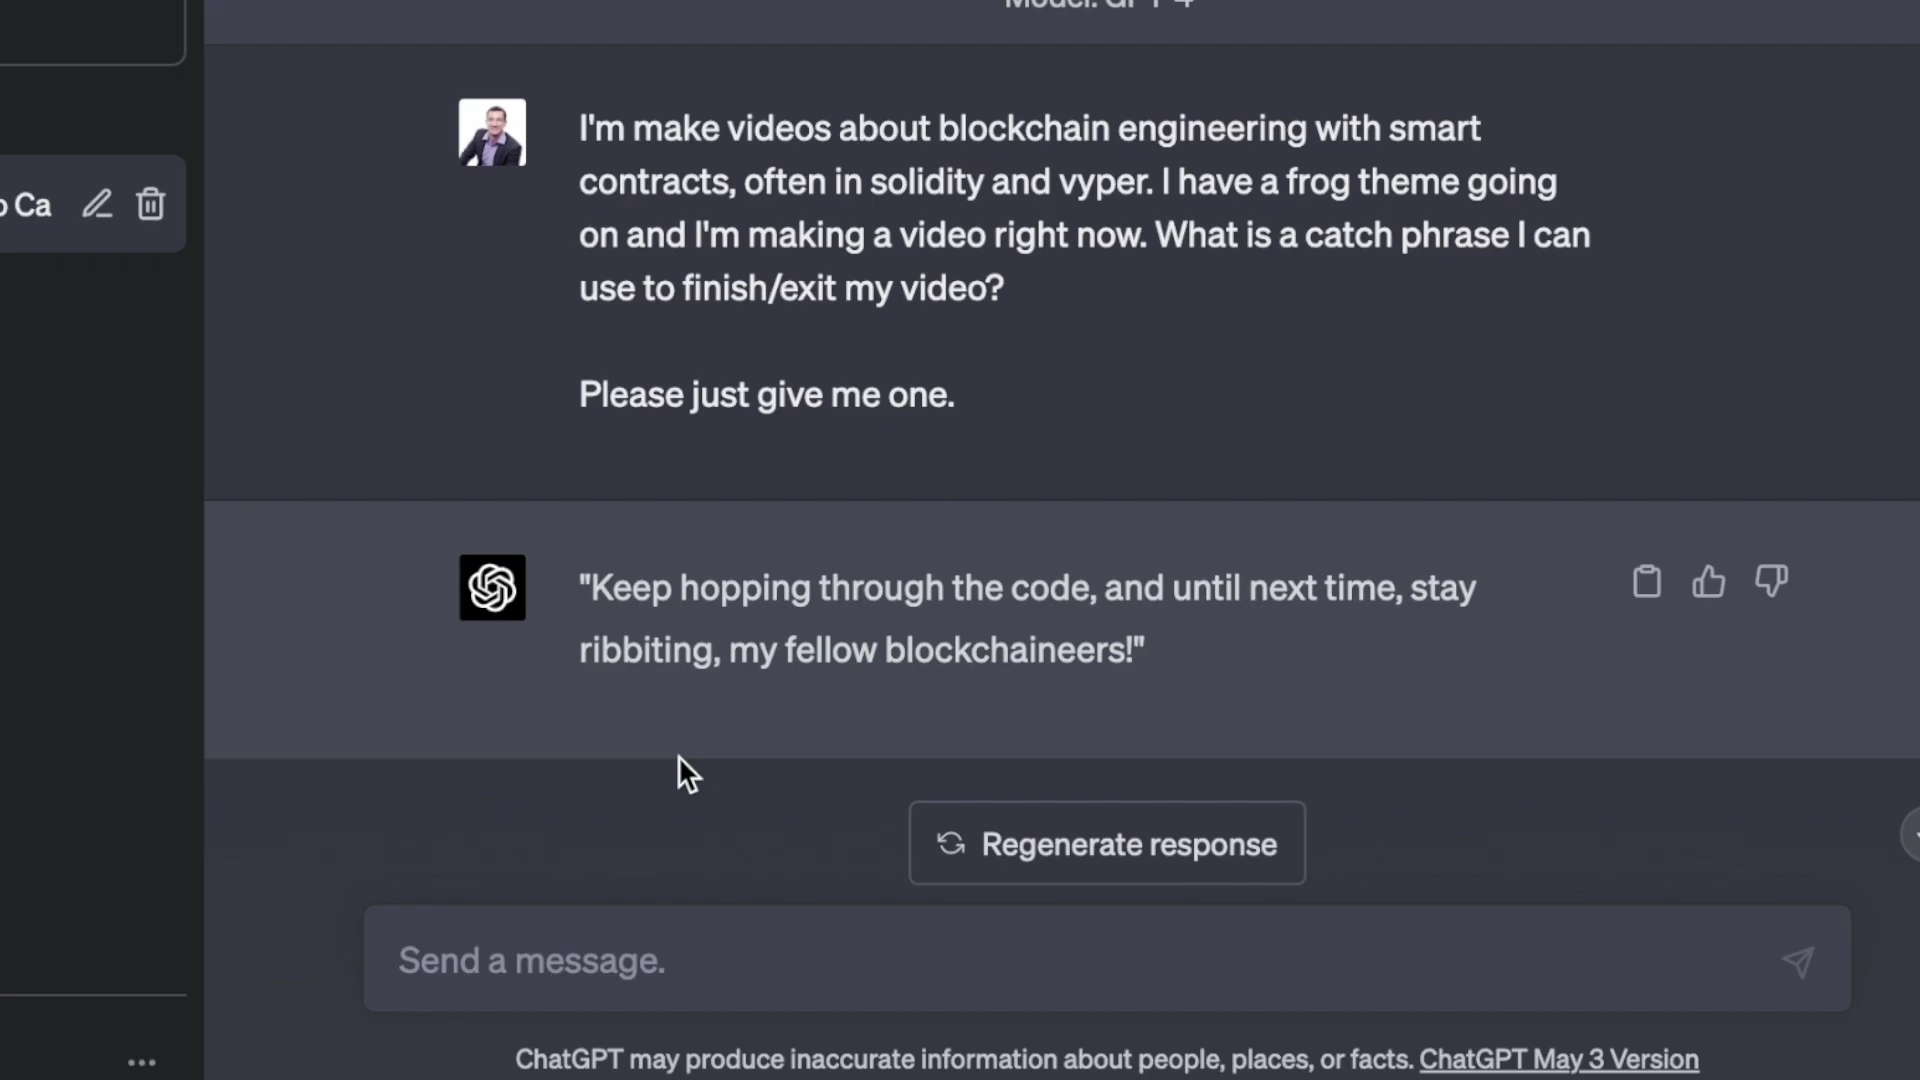 Model: GPT-4
I'm make videos about blockchain engineering with smart
contracts, often in solidity and vyper. I have a frog theme going
on and I'm making a video right now. What is a catch phrase I can
use to finish/exit my video?
Please just give me one.
o Ca
"Keep hopping through the code, and until next time, stay
ribbiting, my fellow blockchaineers!"
Regenerate response
Send a message.
ChatGPT may produce inaccurate information about people, places, or facts. ChatGPT May 3 Version